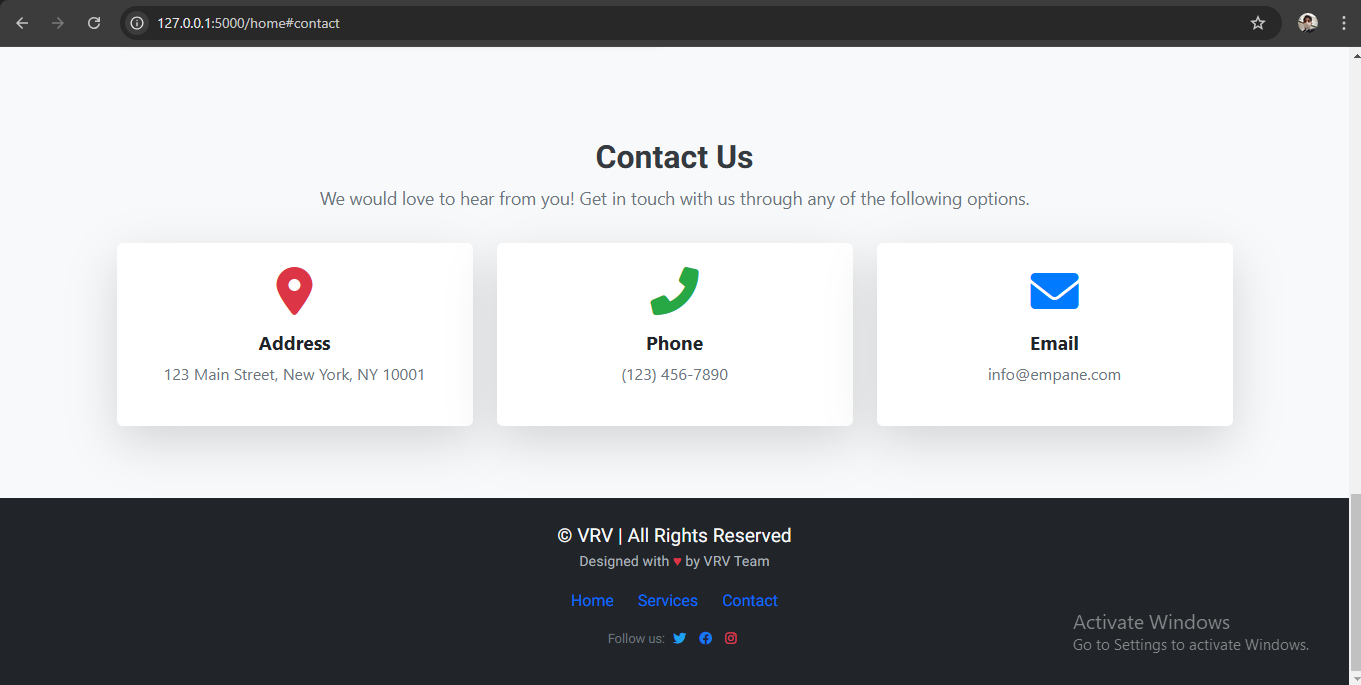 127.0.0.1:5000/home#contact
Contact Us
We would love to hear from you! Get in touch with us through any of the following options.
Address
123 Main Street, New York, NY 10001
Phone
(123) 456-7890
Email
info@empane.com
© VRV | All Rights Reserved
Designed with ♥ by VRV Team
Home Services Contact
Follow us:
Activate Windows
Go to Settings to activate Windows.